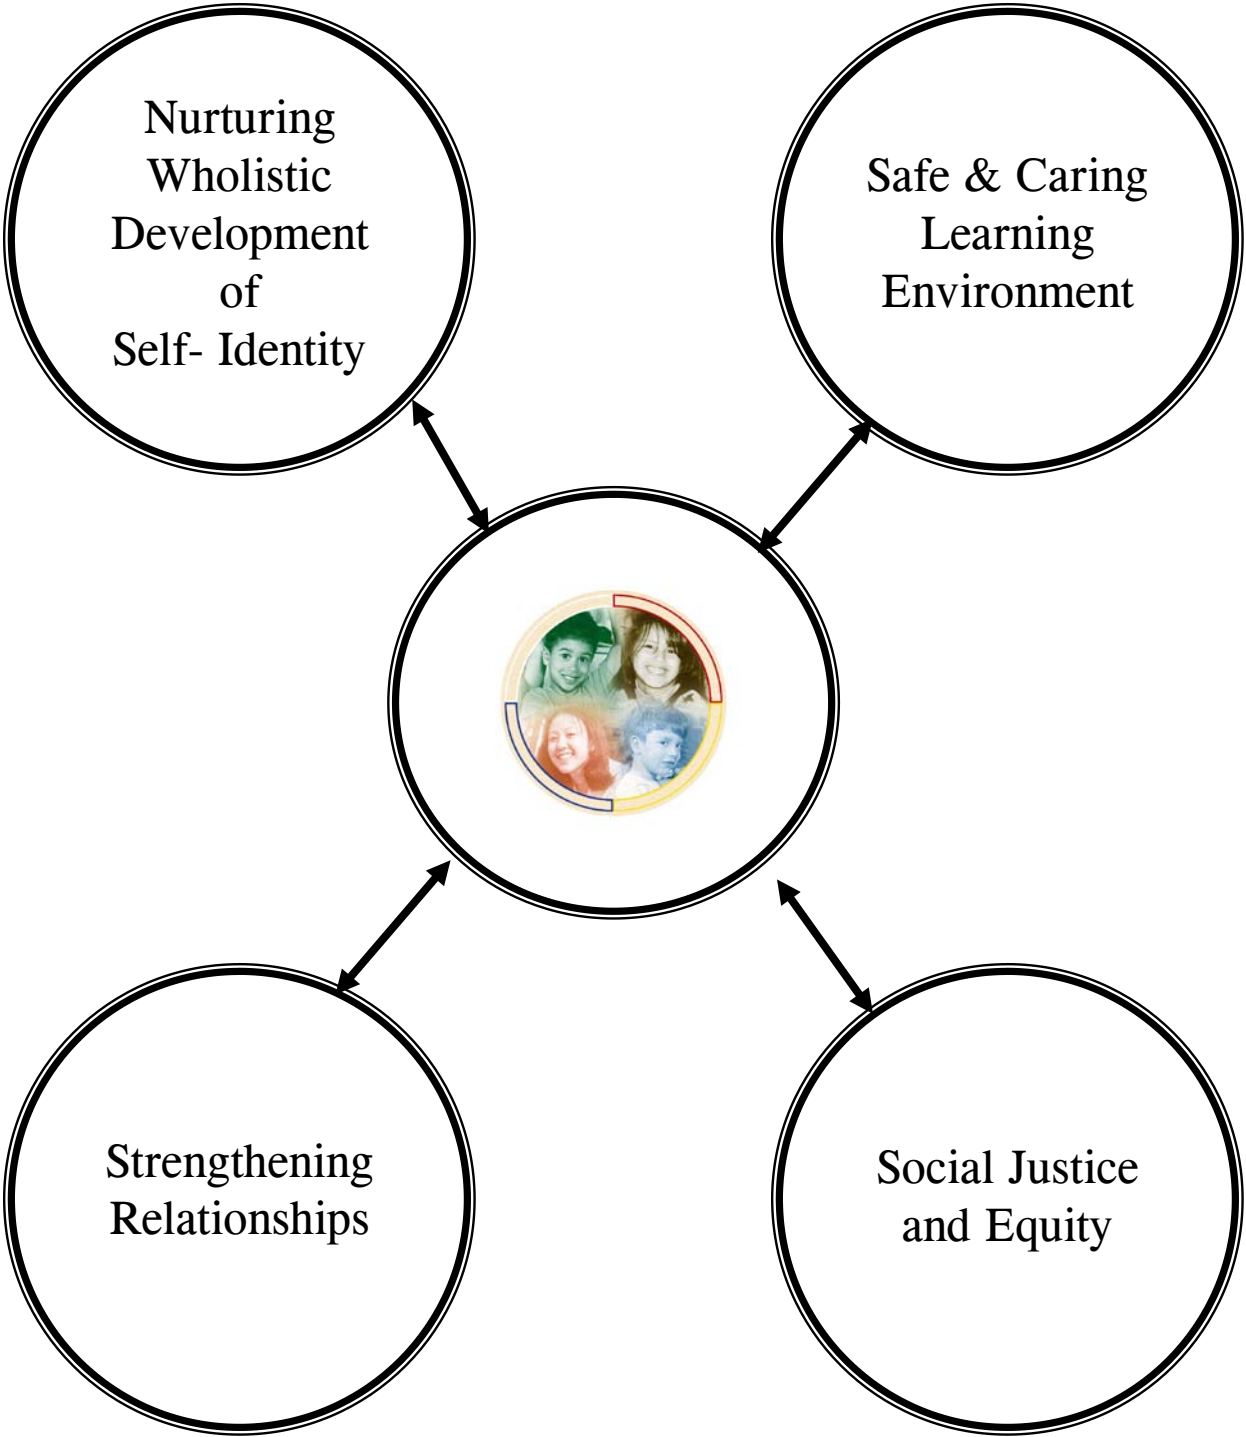 Nurturing
Wholistic
Development
of
Self- Identity
Safe & Caring
Learning
Environment
Strengthening
Relationships
Social Justice
and Equity